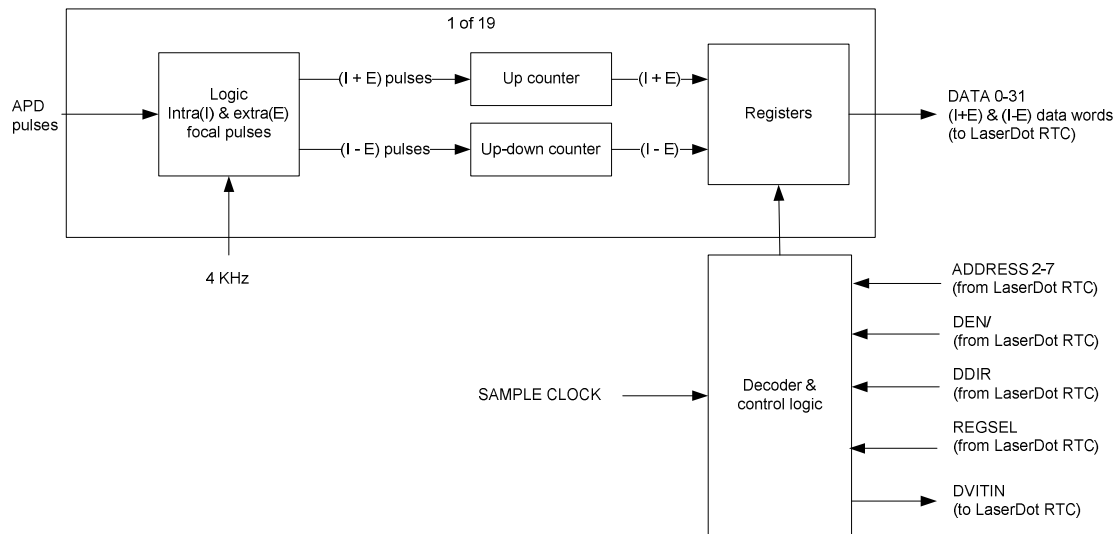 1 of 19
APD
pulses
Logic
Intra(I) & extra(E)
focal pulses
(I + E) pulses
Up counter
(I + E)
(I - E) pulses
Up-down counter
(I - E)
Registers
DATA 0-31
(I+E) & (I-E) data words
(to LaserDot RTC)
4 KHz
SAMPLE CLOCK
Decoder &
control logic
ADDRESS 2-7
(from LaserDot RTC)
DEN/
(from LaserDot RTC)
DDIR
(from LaserDot RTC)
REGSEL
(from LaserDot RTC)
DVITIN
(to LaserDot RTC)